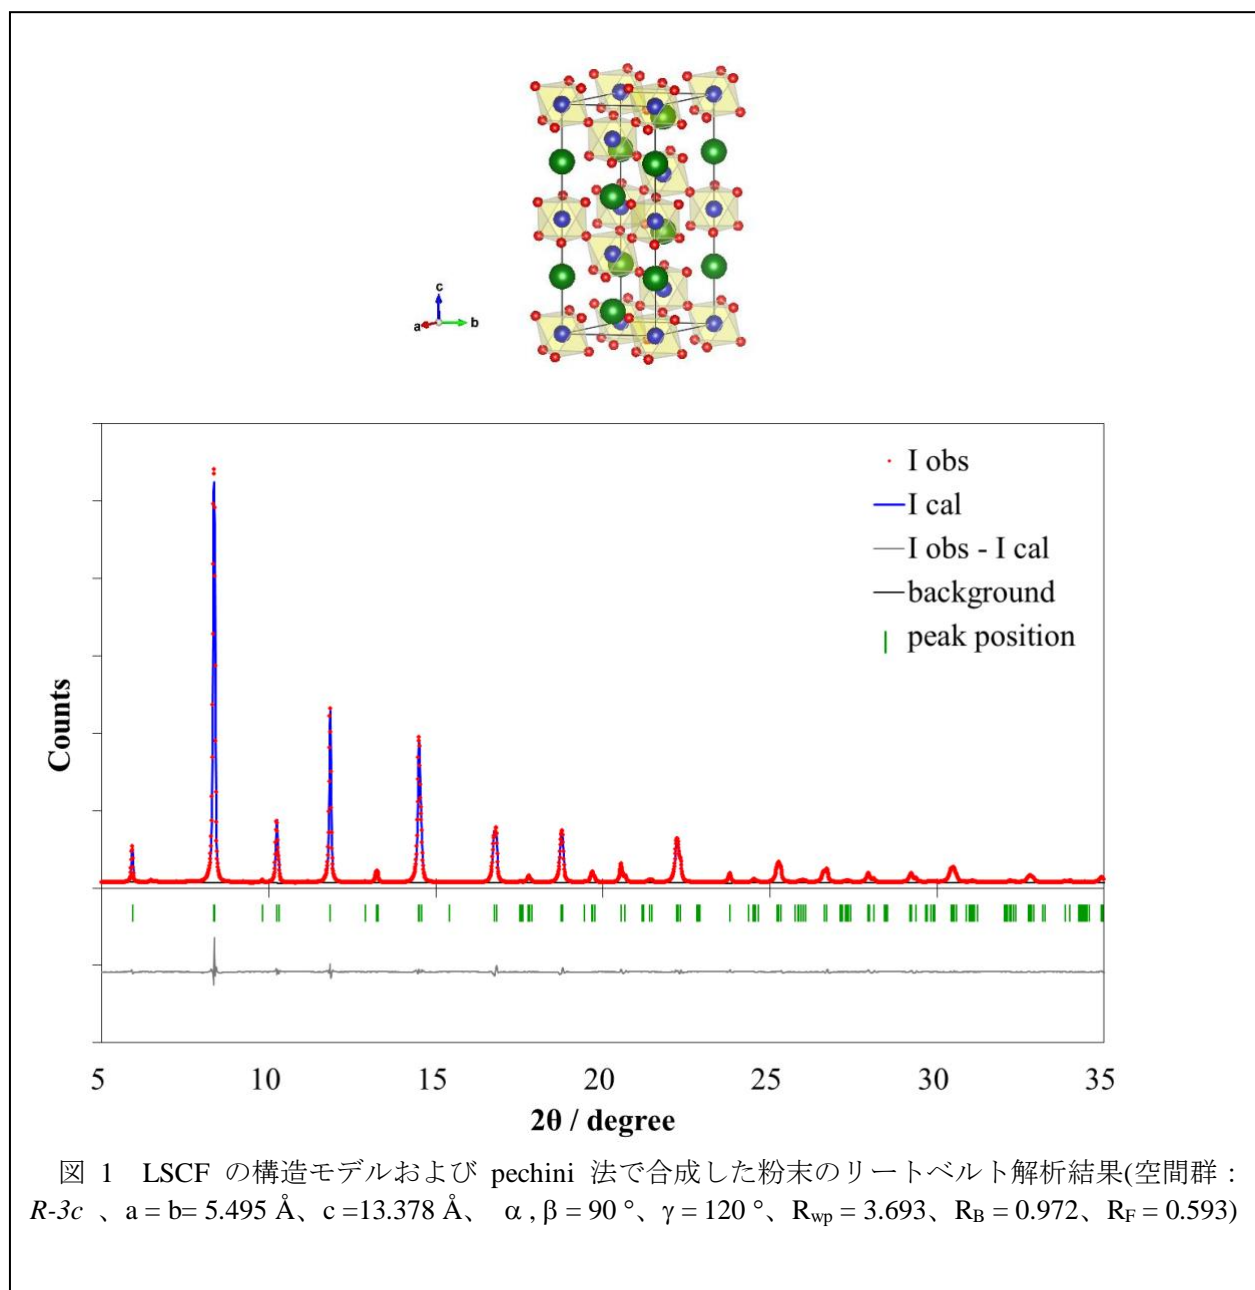 c
a
b
I obs
I cal
I obs - I cal
background
peak position
Counts
5 10 15 20 25 30 35
2θ / degree
図 1 LSCF の構造モデルおよび pechini 法で合成した粉末のリートベルト解析結果(空間群:
R-3c 、a = b= 5.495 Å、c =13.378 Å、 α , β = 90 °、γ = 120 °、Rwp = 3.693、RB = 0.972、RF = 0.593)